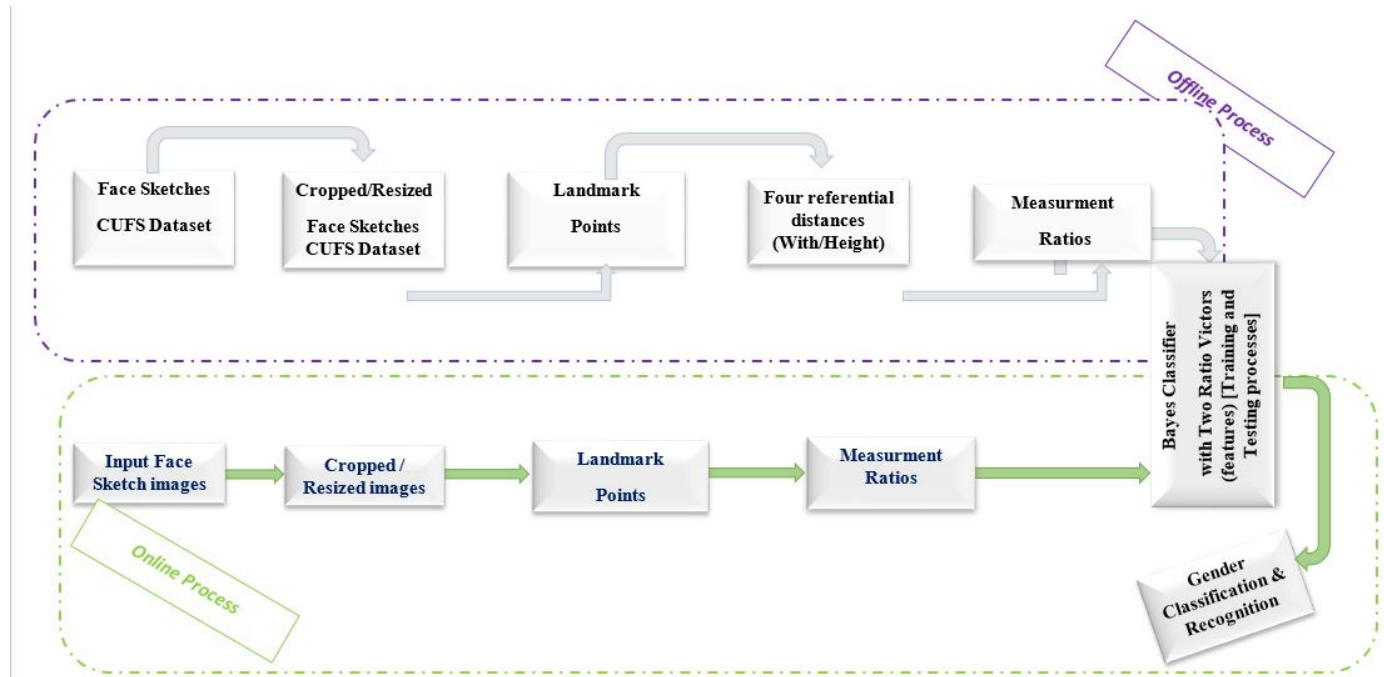 Offline Process
Face Sketches
CUFS Dataset
Cropped/Resized
Face Sketches
CUFS Dataset
Landmark
Points
Four referential
distances
(With/Height)
Measurment
Ratios
Bayes Classifier
with Two Ratio Victors
(features) [Training and
Testing processes]
Input Face
Sketch images
Cropped /
Resized images
Landmark
Points
Measurment
Ratios
Online Process
Gender
Classification &
Recognition